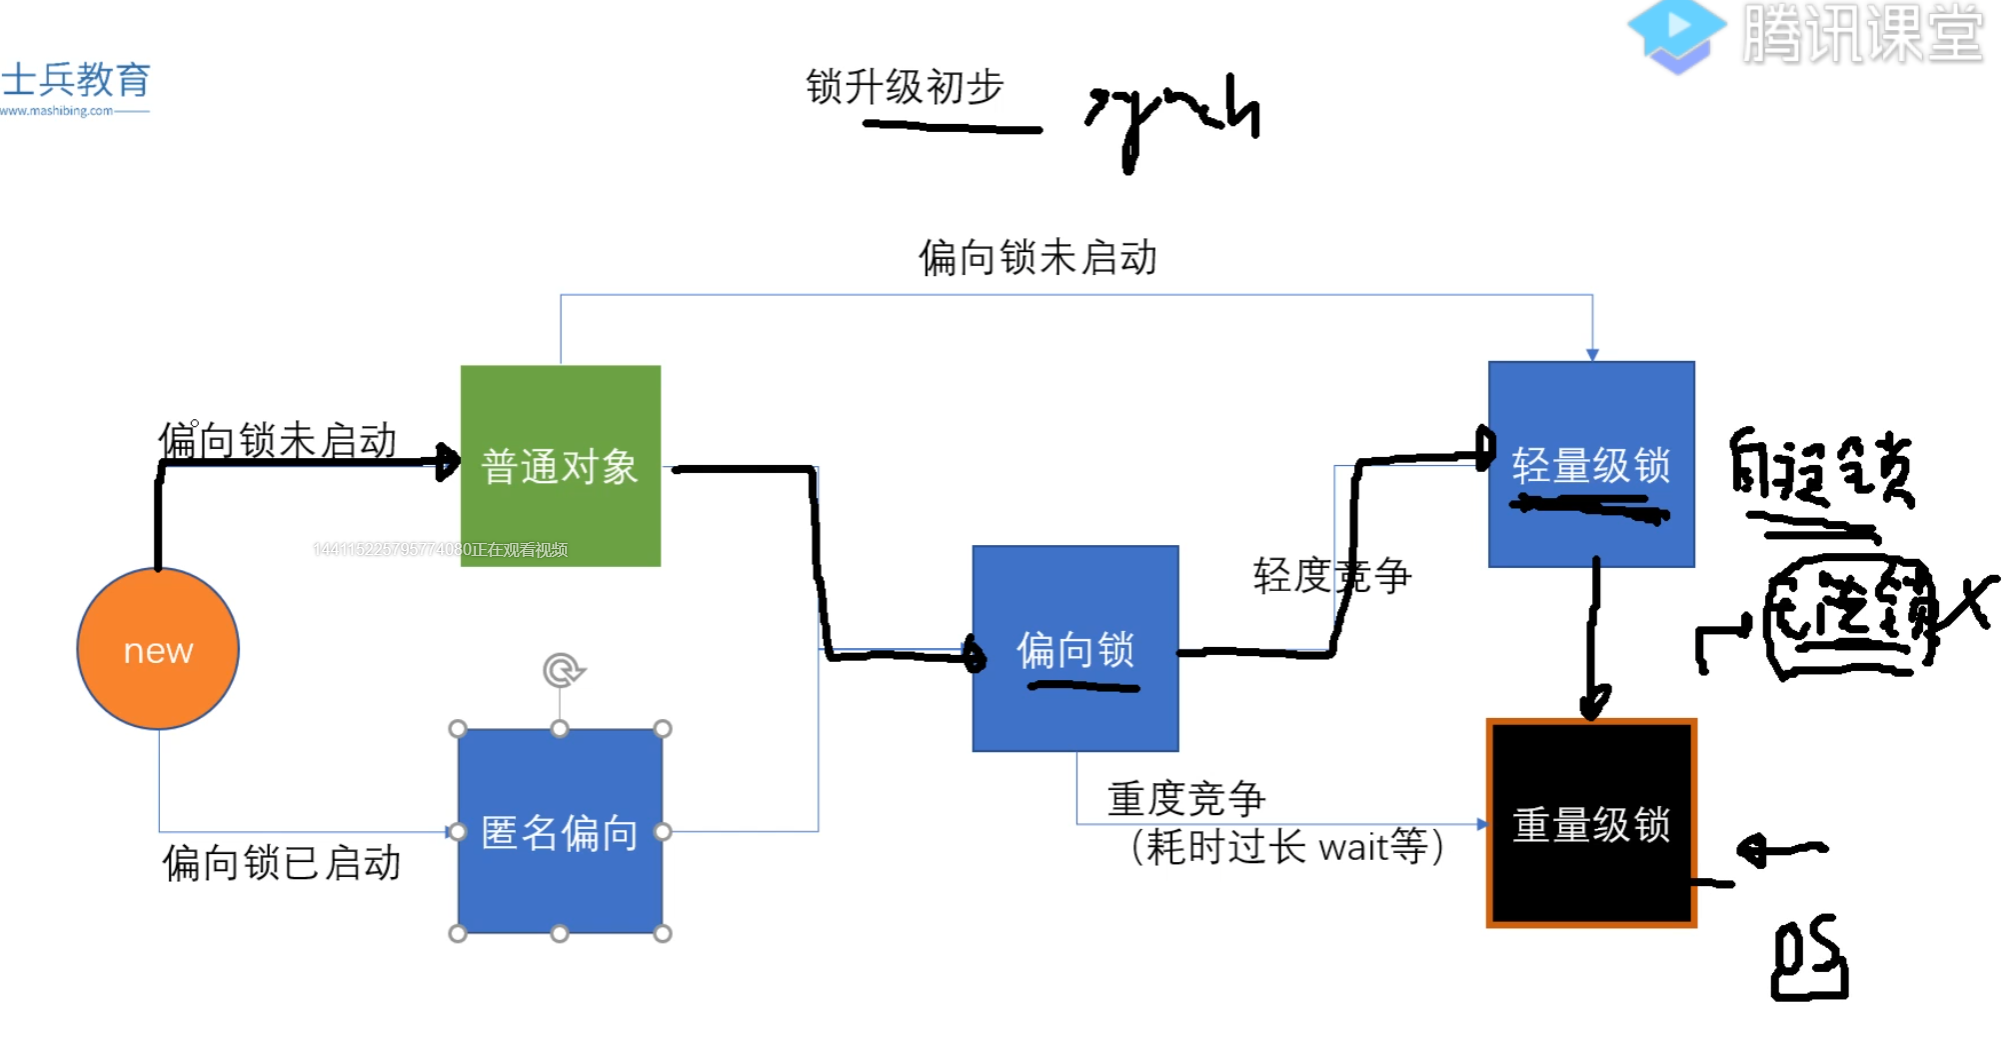 腾讯课堂
士兵教育
www.mashibing.com
锁升级初步
synch
偏向锁未启动
偏向锁未启动
普通对象
轻量级锁
自旋锁
144115225795774080正在观看视频
轻度竞争
无法锁
new
偏向锁
匿名偏向
重度竞争
（耗时过长 wait等）
重量级锁
偏向锁已启动
OS